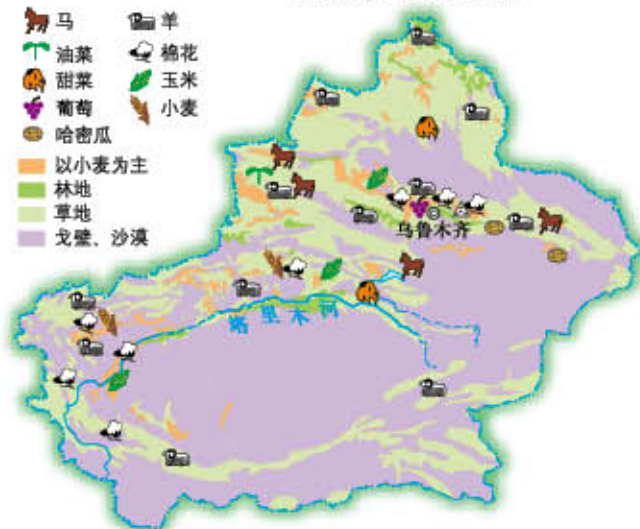 马 羊
油菜 棉花
甜菜 玉米
葡萄 小麦
哈密瓜
以小麦为主
林地
草地
戈壁、沙漠
乌鲁木齐
塔里木河